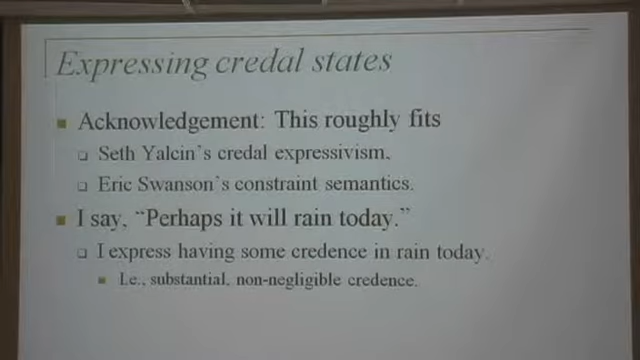 Expressing credal states
Acknowledgement: This roughly fits
Seth Yalcin's credal expressivism.
Eric Swanson's constraint semantics.
I say, "Perhaps it will rain today."
I express having some credence in rain today.
I.e., substantial, non-negligible credence.